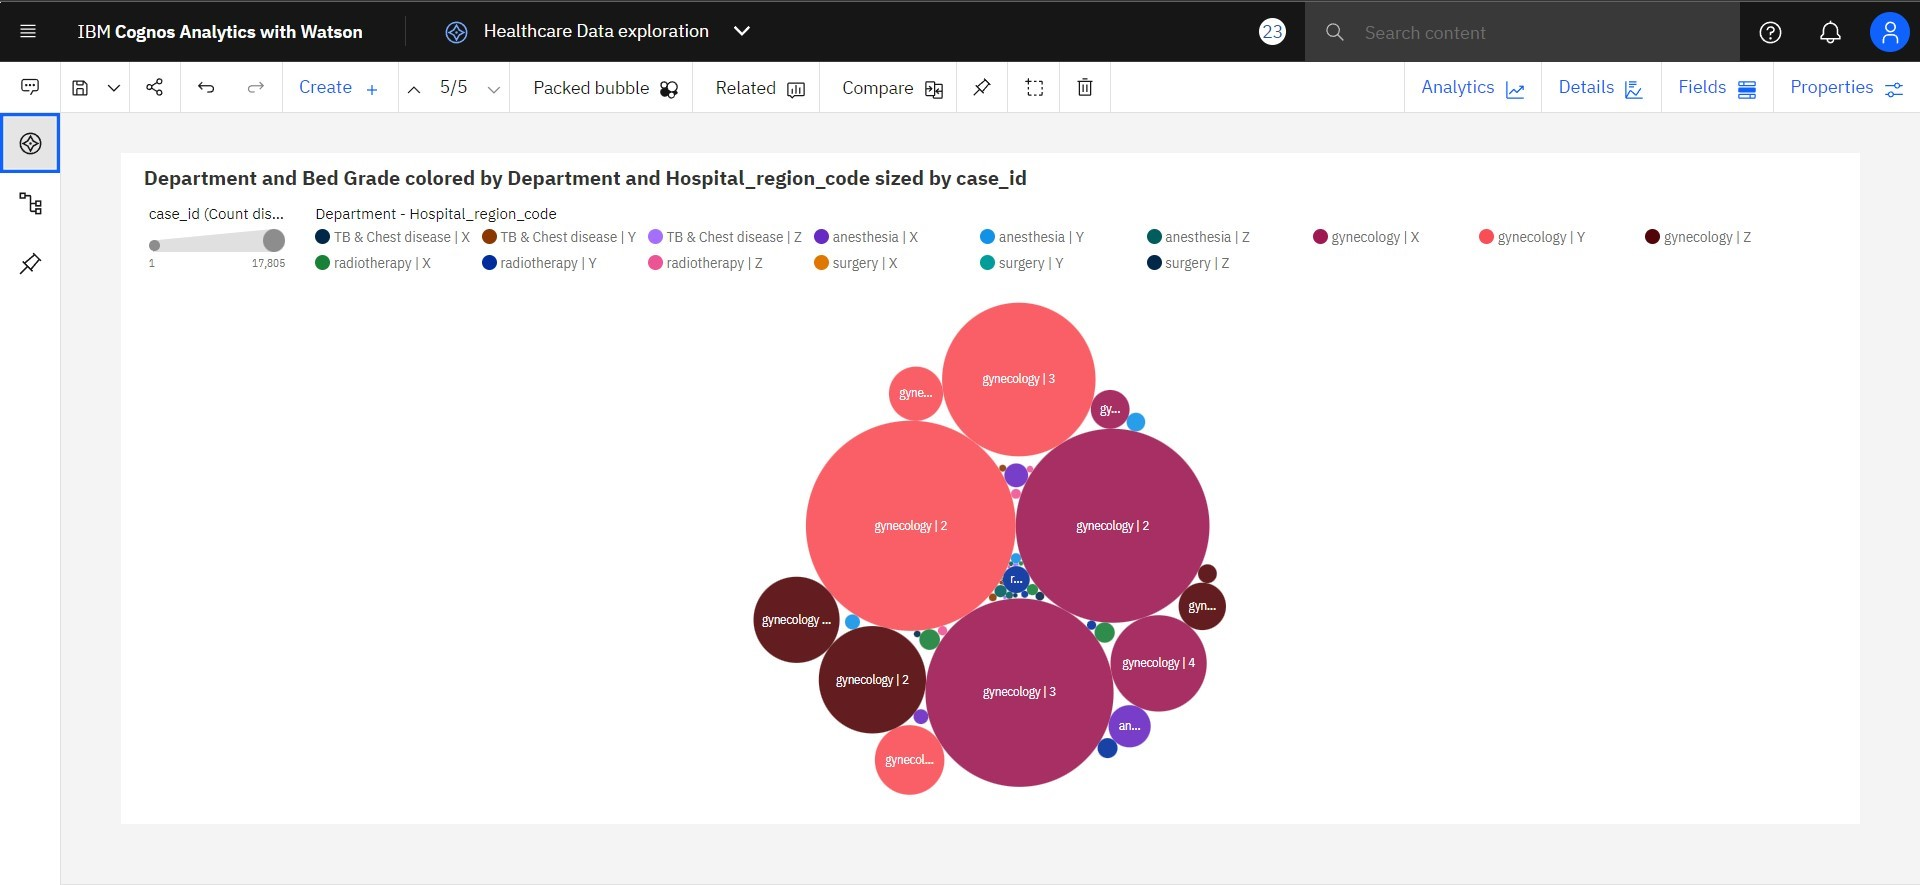 IBM Cognos Analytics with Watson
Healthcare Data exploration
23
Search content
Create +
5/5
Packed bubble
Related
Compare
Analytics
Details
Fields
Properties
Department and Bed Grade colored by Department and Hospital_region_code sized by case_id
case_id (Count dis...
1
17,805
Department - Hospital_region_code
TB & Chest disease | X
TB & Chest disease | Y
TB & Chest disease | Z
anesthesia | X
anesthesia | Y
anesthesia | Z
gynecology | X
gynecology | Y
gynecology | Z
radiotherapy | X
radiotherapy | Y
radiotherapy | Z
surgery | X
surgery | Y
surgery | Z
gynecology | 3
gyne...
gy...
gynecology | 2
gynecology | 2
r...
gyn...
gynecology ...
gynecology | 4
gynecology | 2
gynecology | 3
an...
gynecol...